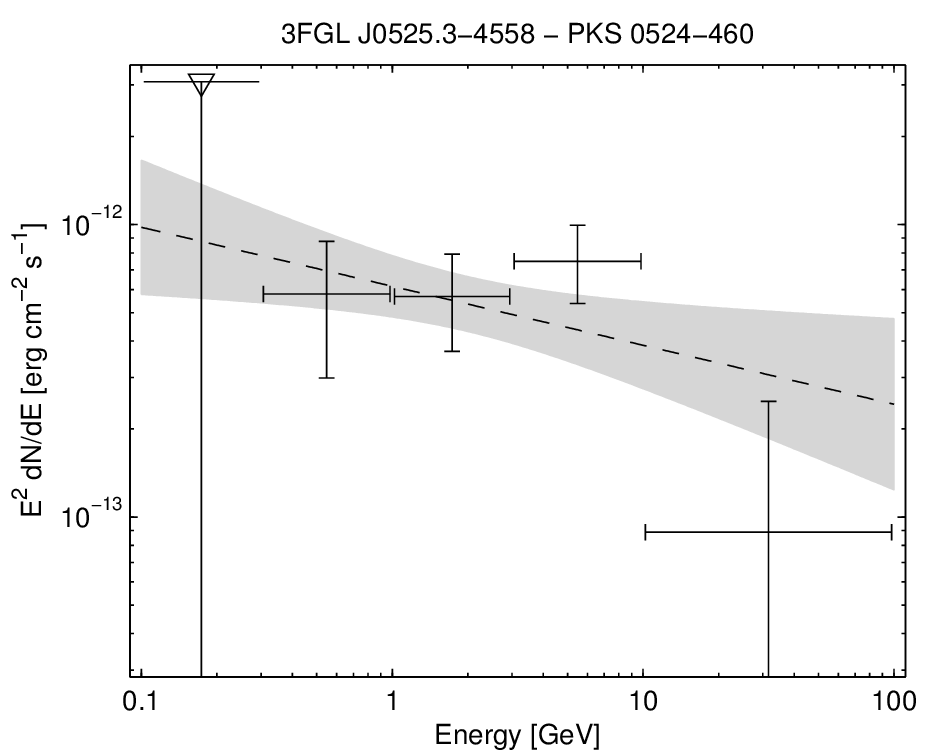 3FGL J0525.3−4558 − PKS 0524−460
E² dN/dE [erg cm⁻² s⁻¹]
10⁻¹²
10⁻¹³
0.1 1 10 100
Energy [GeV]